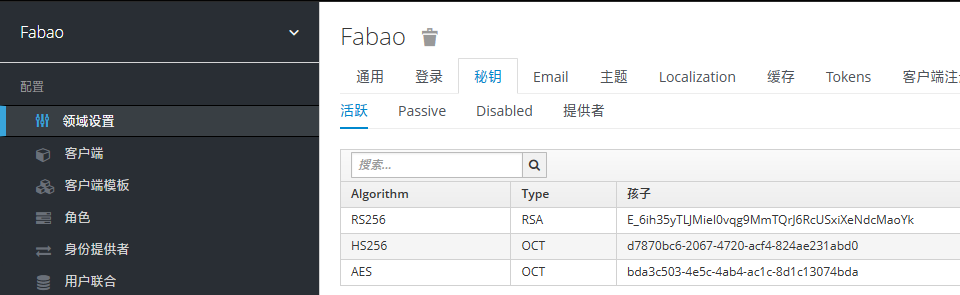 Fabao
配置
领域设置
客户端
客户端模板
角色
身份提供者
用户联合
Fabao
通用 登录 秘钥 Email 主题 Localization 缓存 Tokens 客户端注
活跃 Passive Disabled 提供者
搜索...
Algorithm Type 孩子
RS256 RSA E_6ih35yTLJMieI0vqg9MmTQrJ6RcUSxiXeNdcMaoYk
HS256 OCT d7870bc6-2067-4720-acf4-824ae231abd0
AES OCT bda3c503-4e5c-4ab4-ac1c-8d1c13074bda